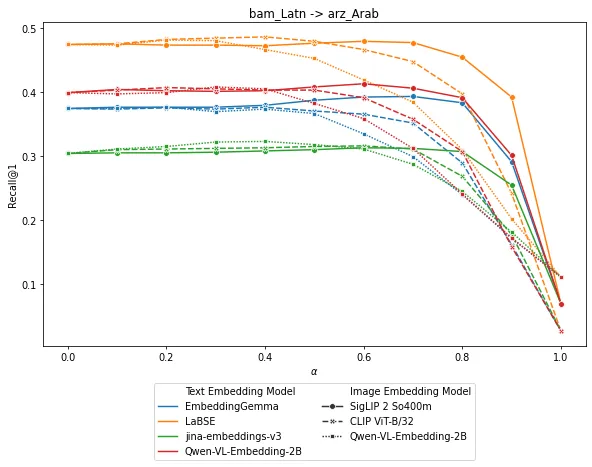 bam_Latn -> arz_Arab
0.5
0.4
0.3
0.2
0.1
Recall@1
0.0 0.2 0.4 0.6 0.8 1.0
α
Text Embedding Model Image Embedding Model
EmbeddingGemma SigLIP 2 So400m
LaBSE CLIP ViT-B/32
jina-embeddings-v3 Qwen-VL-Embedding-2B
Qwen-VL-Embedding-2B